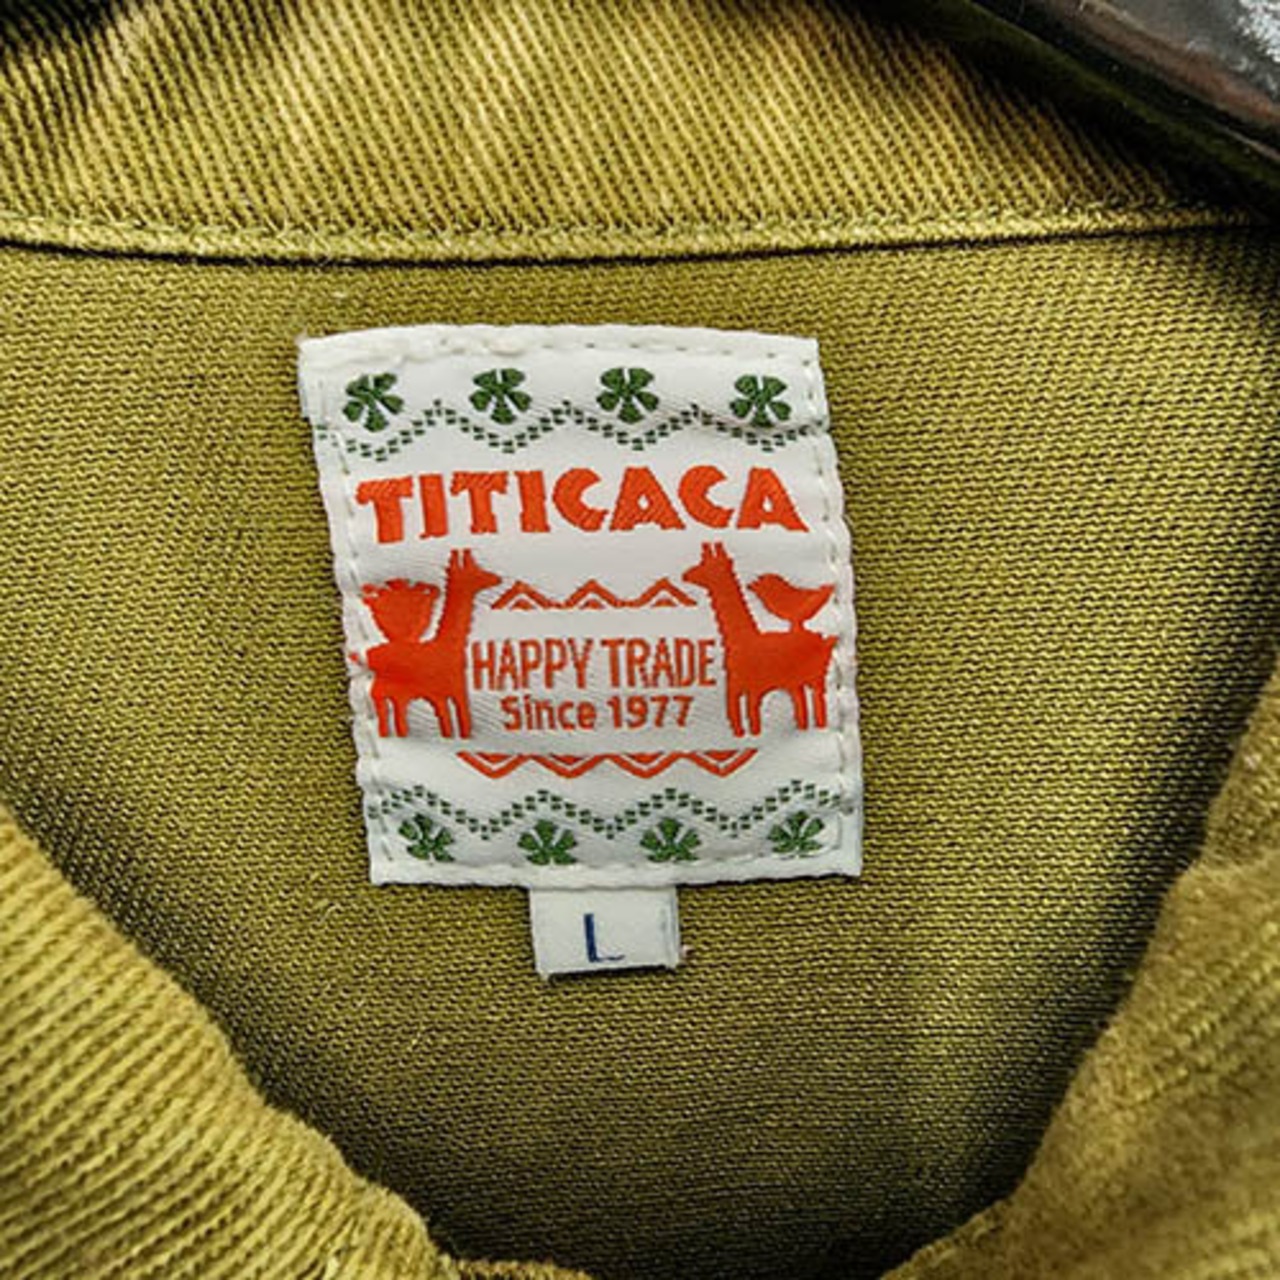 TITICACA
HAPPY TRADE
Since 1977
L